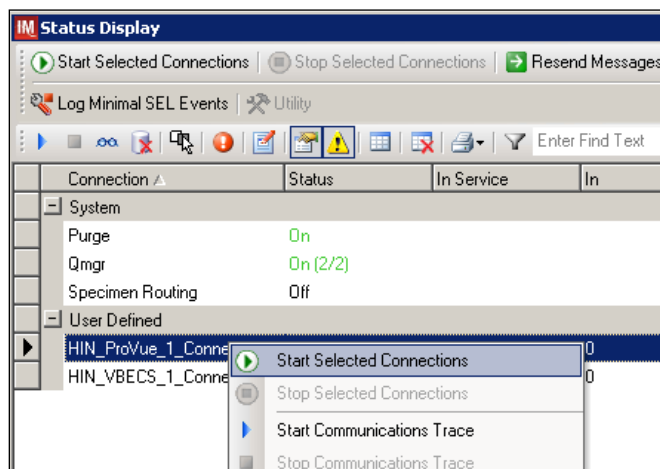 IM Status Display
Start Selected Connections Stop Selected Connections Resend Messages
Log Minimal SEL Events Utility
Enter Find Text
Connection Status In Service In
System
Purge On
Qmgr On (2/2)
Specimen Routing Off
User Defined
HIN_ProVue_1_Conne 0
Start Selected Connections
HIN_VBECS_1_Conne 0
Stop Selected Connections
Start Communications Trace
Stop Communications Trace